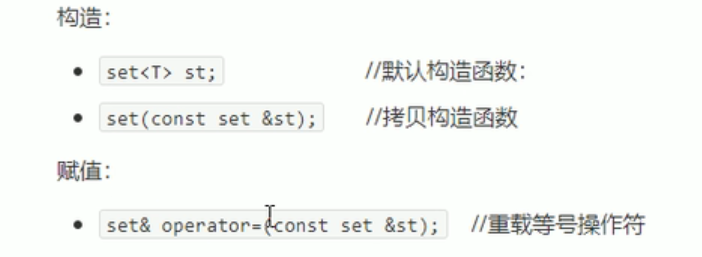 构造：
set<T> st; //默认构造函数：
set(const set &st); //拷贝构造函数
赋值：
set& operator=(const set &st); //重载等号操作符